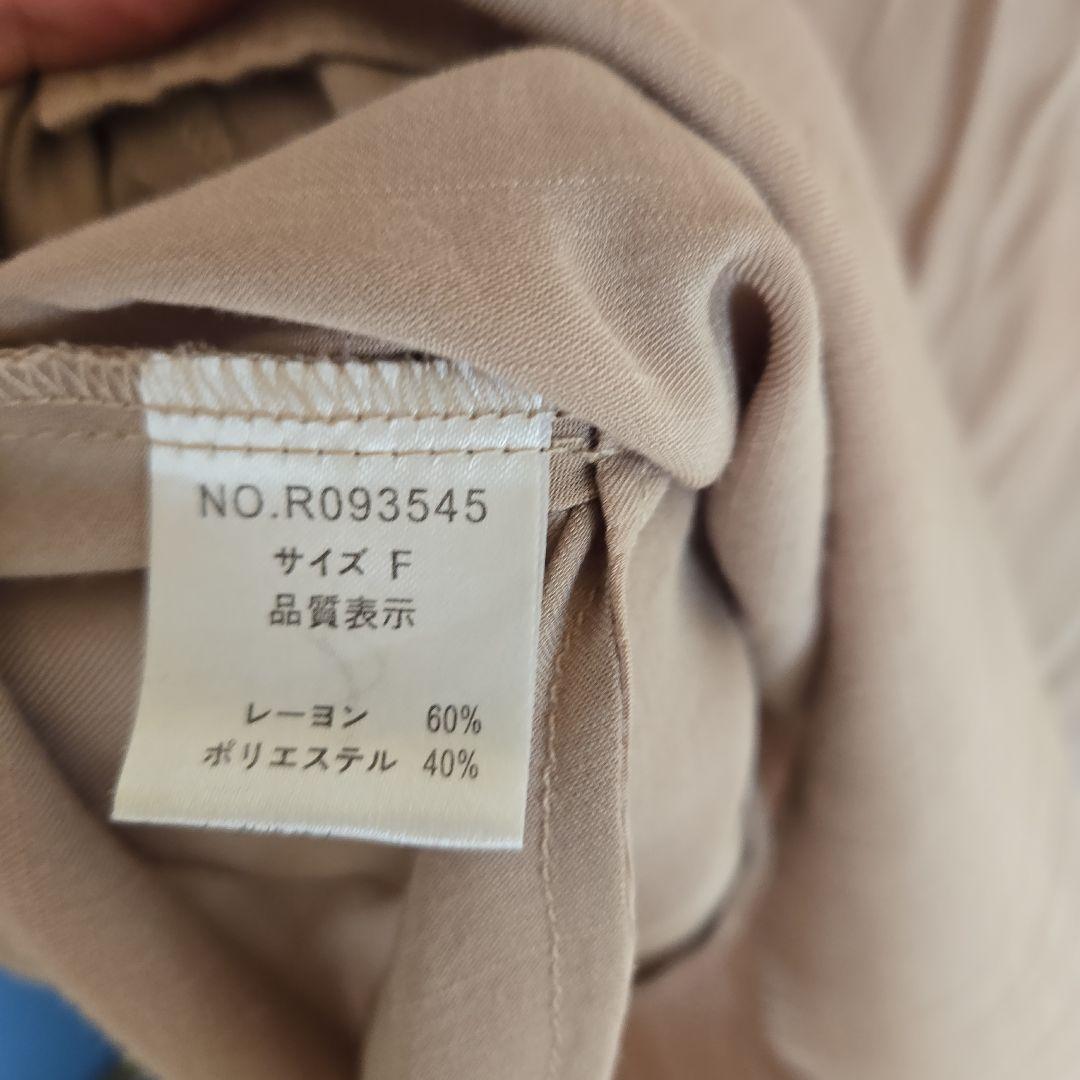 NO.R093545
サイズ F
品質表示
レーヨン 60%
ポリエステル 40%